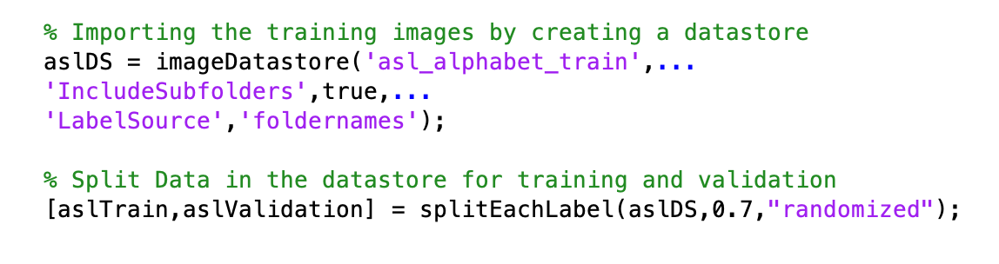 % Importing the training images by creating a datastore
aslDS = imageDatastore('asl_alphabet_train',...
'IncludeSubfolders',true,...
'LabelSource','foldernames');
% Split Data in the datastore for training and validation
[aslTrain,aslValidation] = splitEachLabel(aslDS,0.7,"randomized");